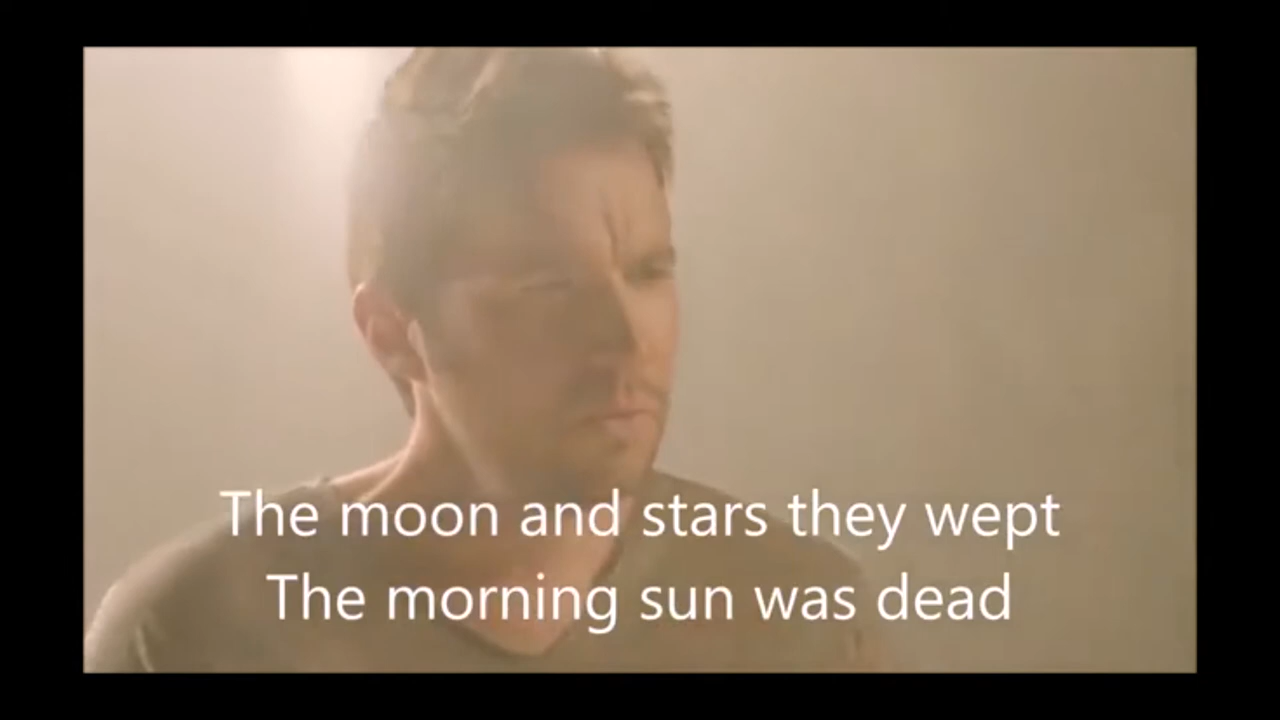 The moon and stars they wept
The morning sun was dead